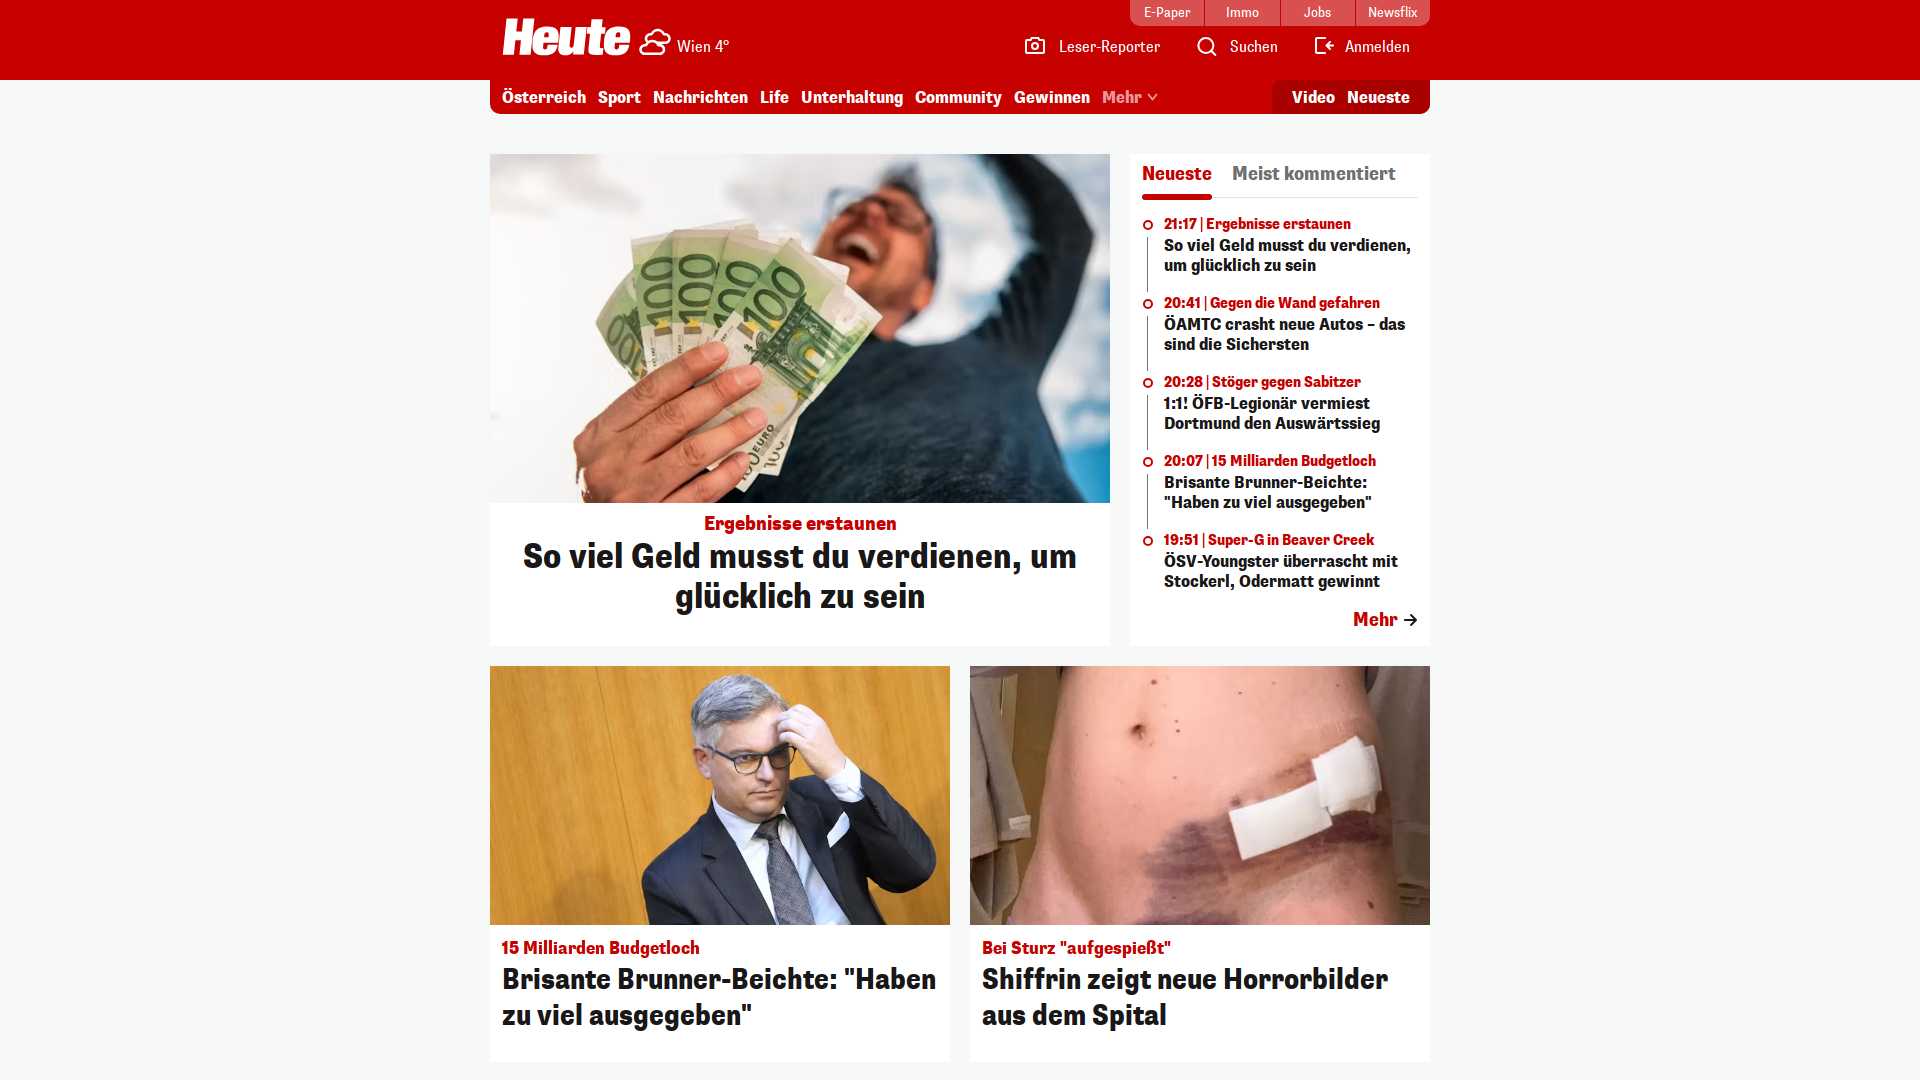 E-Paper
Immo
Jobs
Newsflix
Heute
Wien 4°
Leser-Reporter
Suchen
Anmelden
Österreich
Sport
Nachrichten
Life
Unterhaltung
Community
Gewinnen
Mehr
Video
Neueste
100
100
100
100
100
EURO
Ergebnisse erstaunen
So viel Geld musst du verdienen, um
glücklich zu sein
Neueste
Meist kommentiert
21:17 | Ergebnisse erstaunen
So viel Geld musst du verdienen,
um glücklich zu sein
20:41 | Gegen die Wand gefahren
ÖAMTC crasht neue Autos – das
sind die Sichersten
20:28 | Stöger gegen Sabitzer
1:1! ÖFB-Legionär vermiest
Dortmund den Auswärtssieg
20:07 | 15 Milliarden Budgetloch
Brisante Brunner-Beichte:
"Haben zu viel ausgegeben"
19:51 | Super-G in Beaver Creek
ÖSV-Youngster überrascht mit
Stockerl, Odermatt gewinnt
Mehr
15 Milliarden Budgetloch
Brisante Brunner-Beichte: "Haben
zu viel ausgegeben"
Bei Sturz "aufgespießt"
Shiffrin zeigt neue Horrorbilder
aus dem Spital